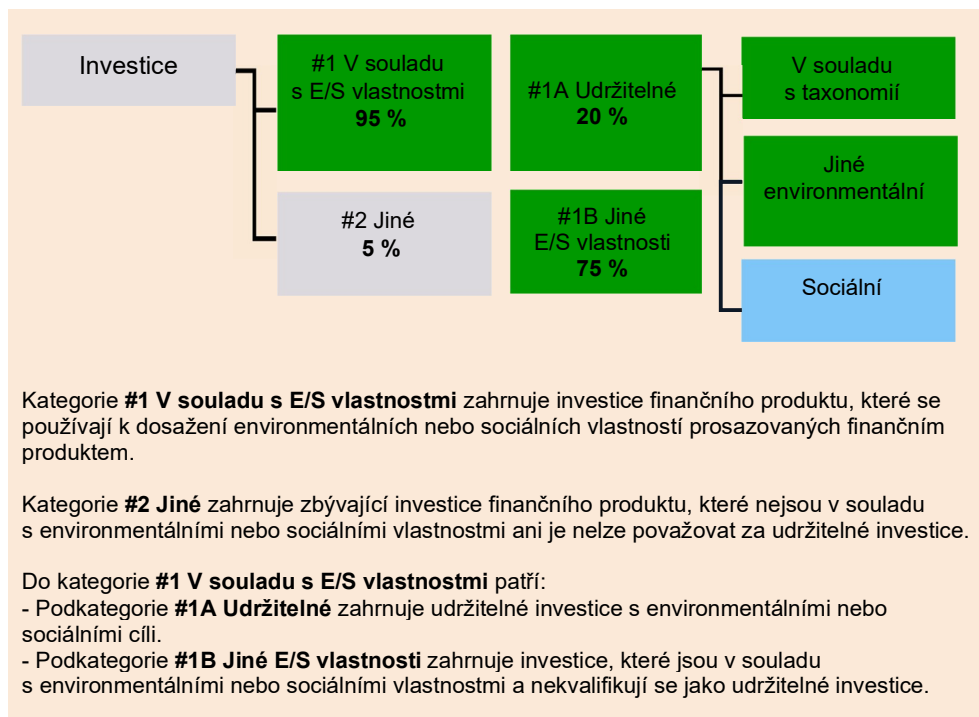 Investice
#1 V souladu
s E/S vlastnostmi
95 %
#1A Udržitelné
20 %
V souladu
s taxonomií
Jiné
environmentální
#2 Jiné
5 %
#1B Jiné
E/S vlastnosti
75 %
Sociální
Kategorie #1 V souladu s E/S vlastnostmi zahrnuje investice finančního produktu, které se
používají k dosažení environmentálních nebo sociálních vlastností prosazovaných finančním
produktem.
Kategorie #2 Jiné zahrnuje zbývající investice finančního produktu, které nejsou v souladu
s environmentálními nebo sociálními vlastnostmi ani je nelze považovat za udržitelné investice.
Do kategorie #1 V souladu s E/S vlastnostmi patří:
- Podkategorie #1A Udržitelné zahrnuje udržitelné investice s environmentálními nebo
sociálními cíli.
- Podkategorie #1B Jiné E/S vlastnosti zahrnuje investice, které jsou v souladu
s environmentálními nebo sociálními vlastnostmi a nekvalifikují se jako udržitelné investice.